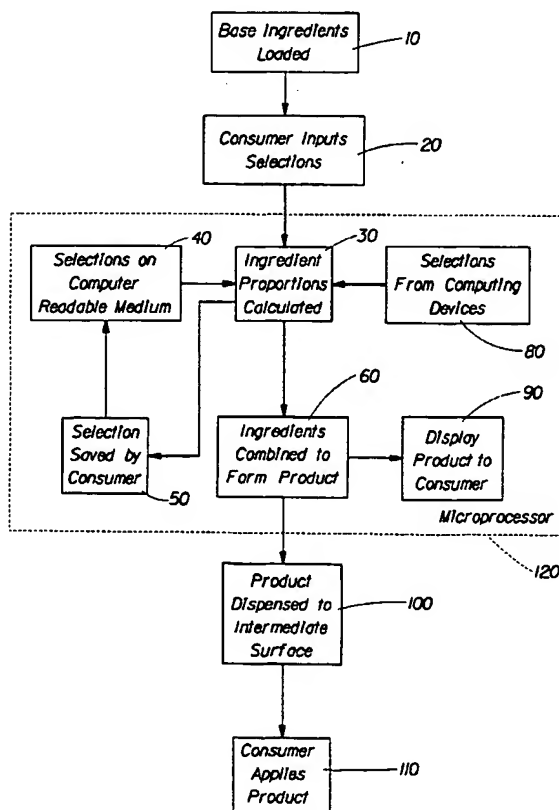 Base Ingredients
Loaded
10
Consumer Inputs
Selections
20
40
Selections on
Computer
Readable Medium
30
Ingredient
Proportions
Calculated
Selections
From Computing
Devices
80
60
90
Selection
Saved by
Consumer
50
Ingredients
Combined to
Form Product
Display
Product to
Consumer
Microprocessor
120
Product
Dispensed to
Intermediate
Surface
100
Consumer
Applies
Product
110